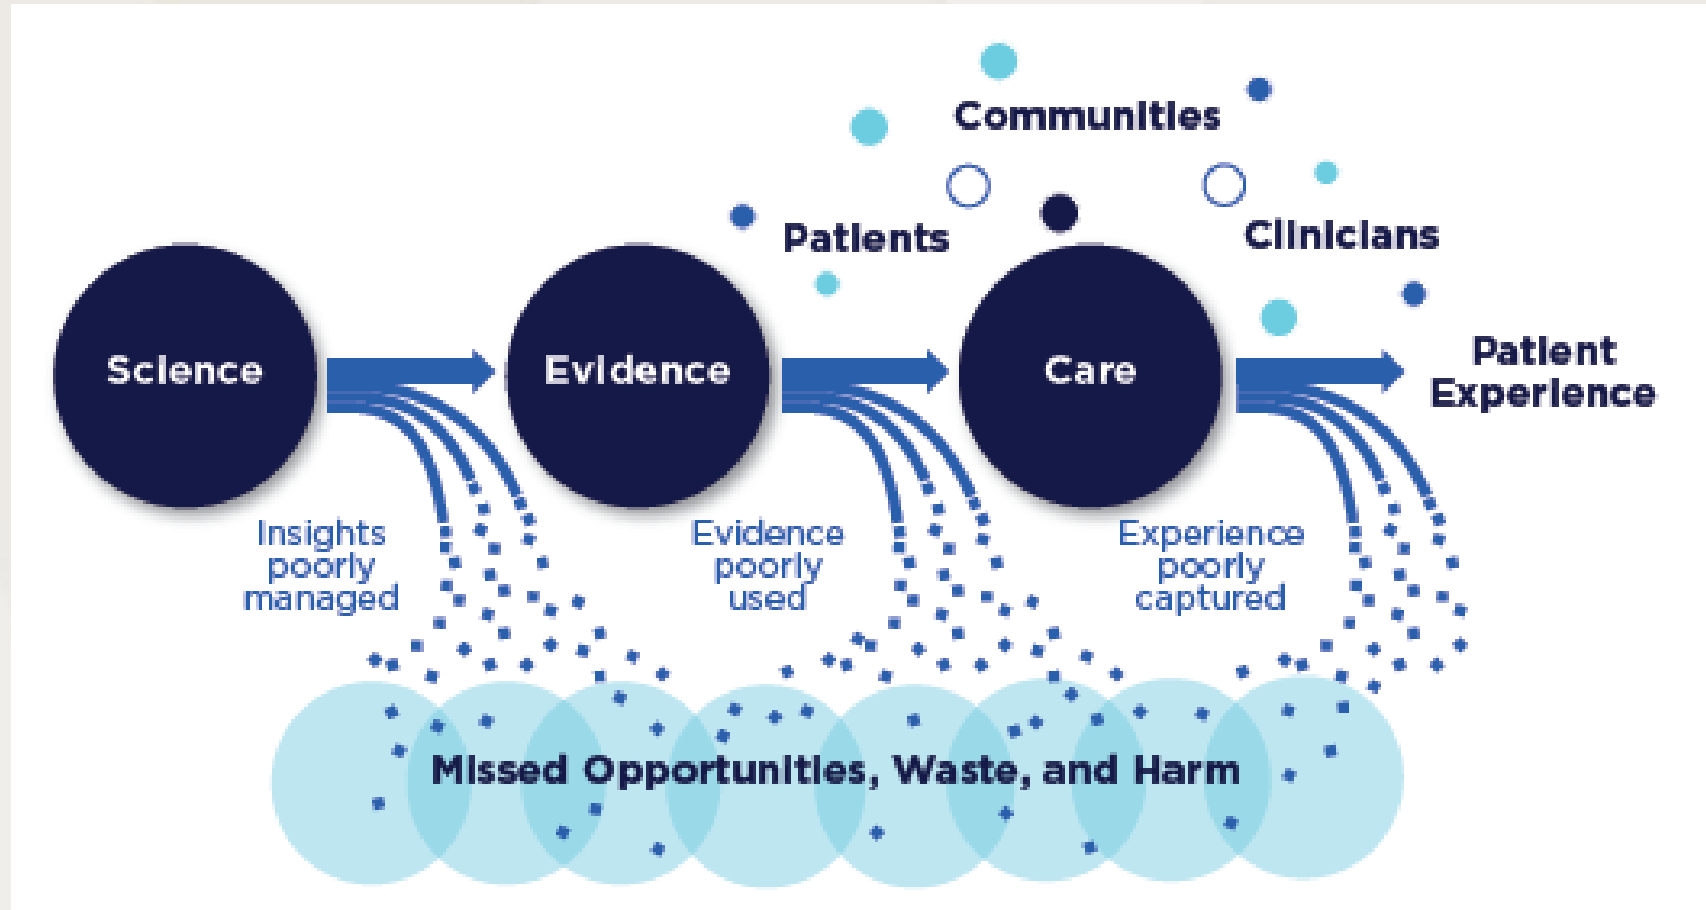 Communities
Patients
Clinicians
Science
Evidence
Care
Patient
Experience
Insights
poorly
managed
Evidence
poorly
used
Experience
poorly
captured
Missed Opportunities, Waste, and Harm